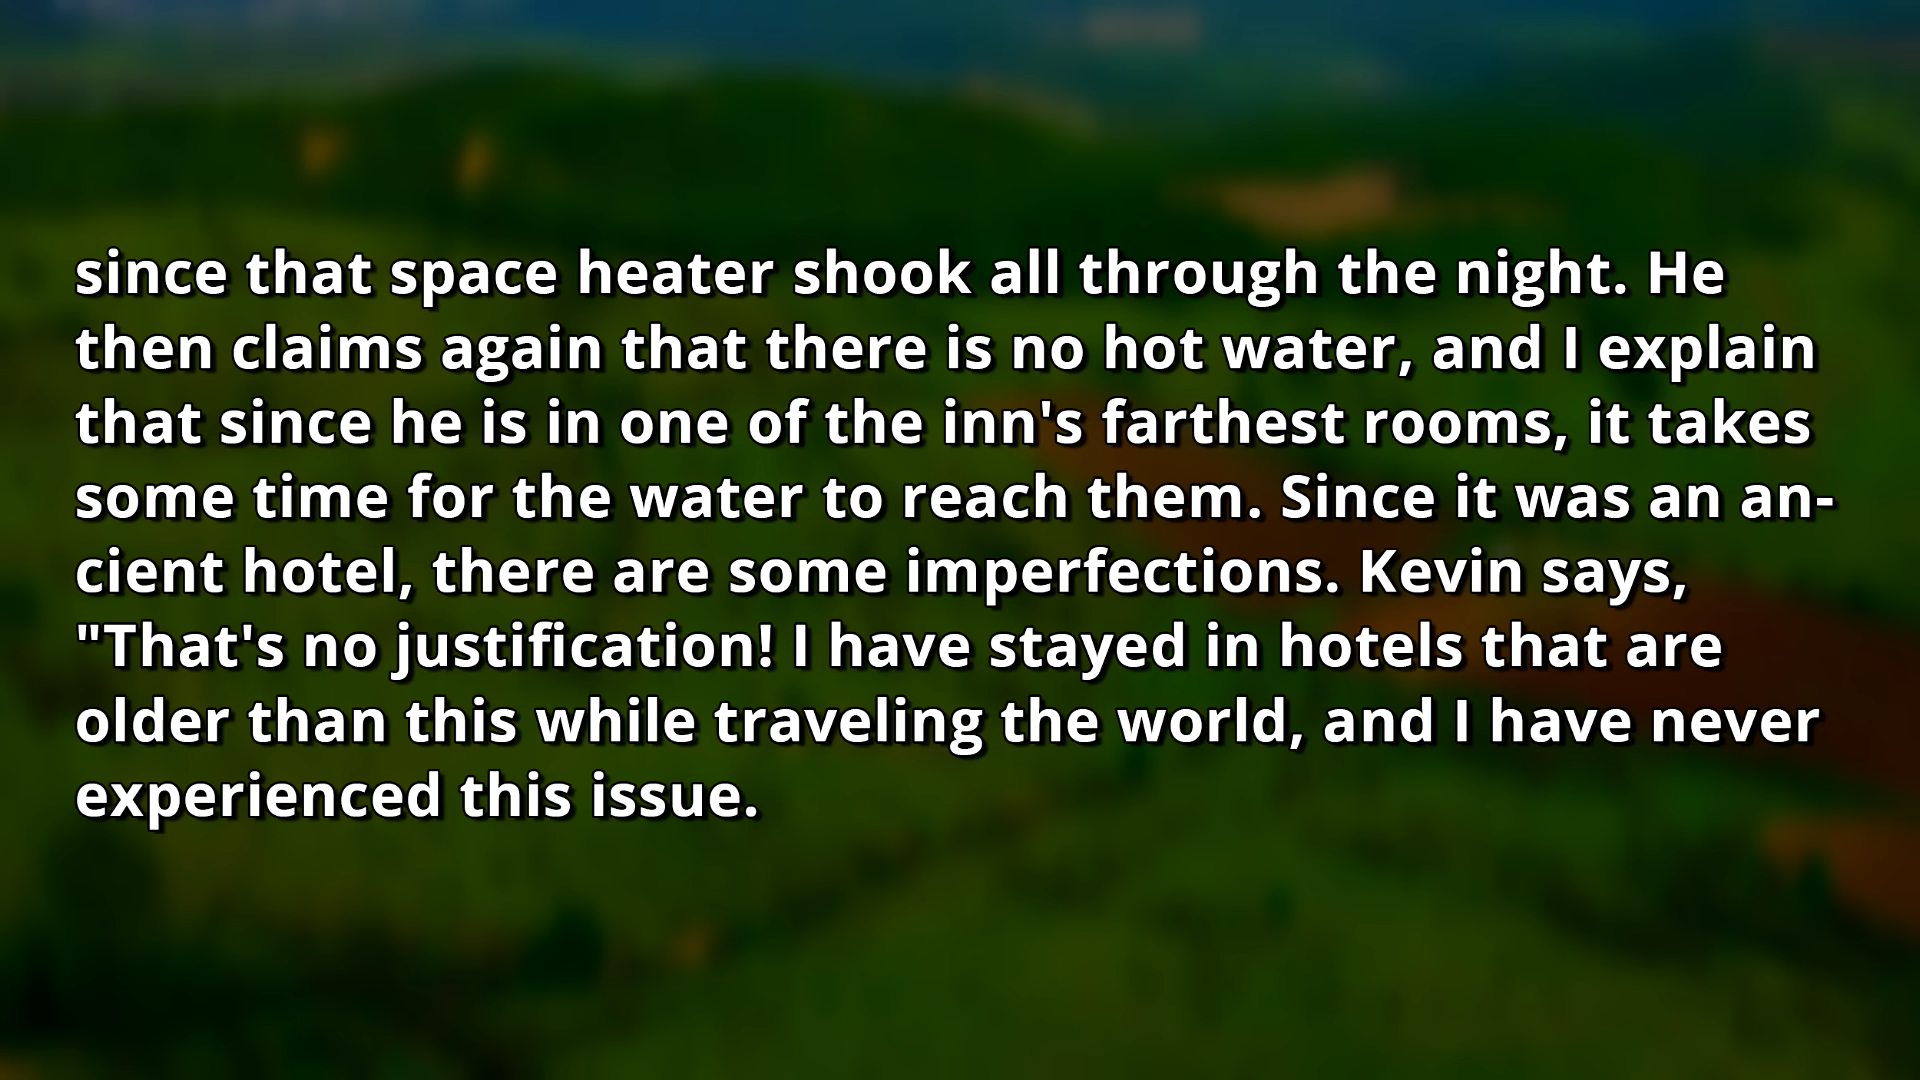 since that space heater shook all through the night. He
then claims again that there is no hot water, and I explain
that since he is in one of the inn's farthest rooms, it takes
some time for the water to reach them. Since it was an an-
cient hotel, there are some imperfections. Kevin says,
"That's no justification! I have stayed in hotels that are
older than this while traveling the world, and I have never
experienced this issue.